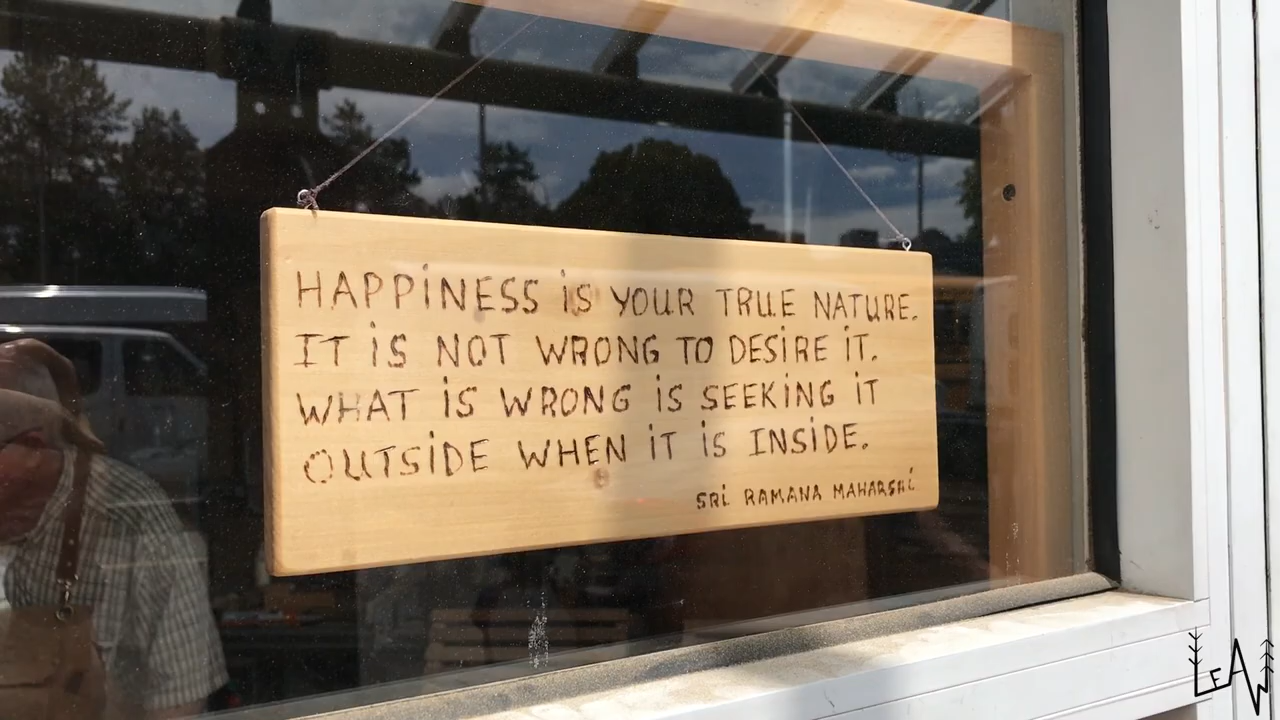 HAPPiNESS iS YOUR TRUE NATURE.
IT iS NOT WRONG TO DESiRE iT.
WHAT iS WRONG iS SEEKiNG iT
OUTSiDE WHEN iT iS INSiDE.
SRi RAMANA MAHARSHi
LEAW